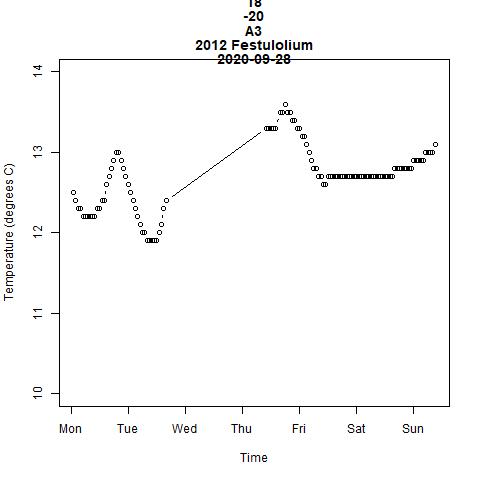 18
-20
A3
2012 Festulolium
2020-09-28
14
13
12
11
10
Temperature (degrees C)
Mon Tue Wed Thu Fri Sat Sun
Time